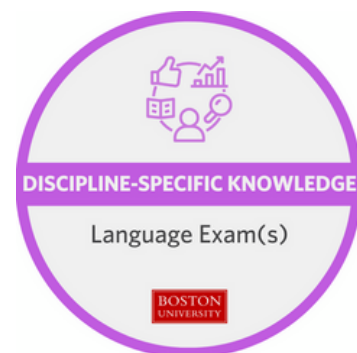 DISCIPLINE-SPECIFIC KNOWLEDGE
Language Exam(s)
BOSTON
UNIVERSITY